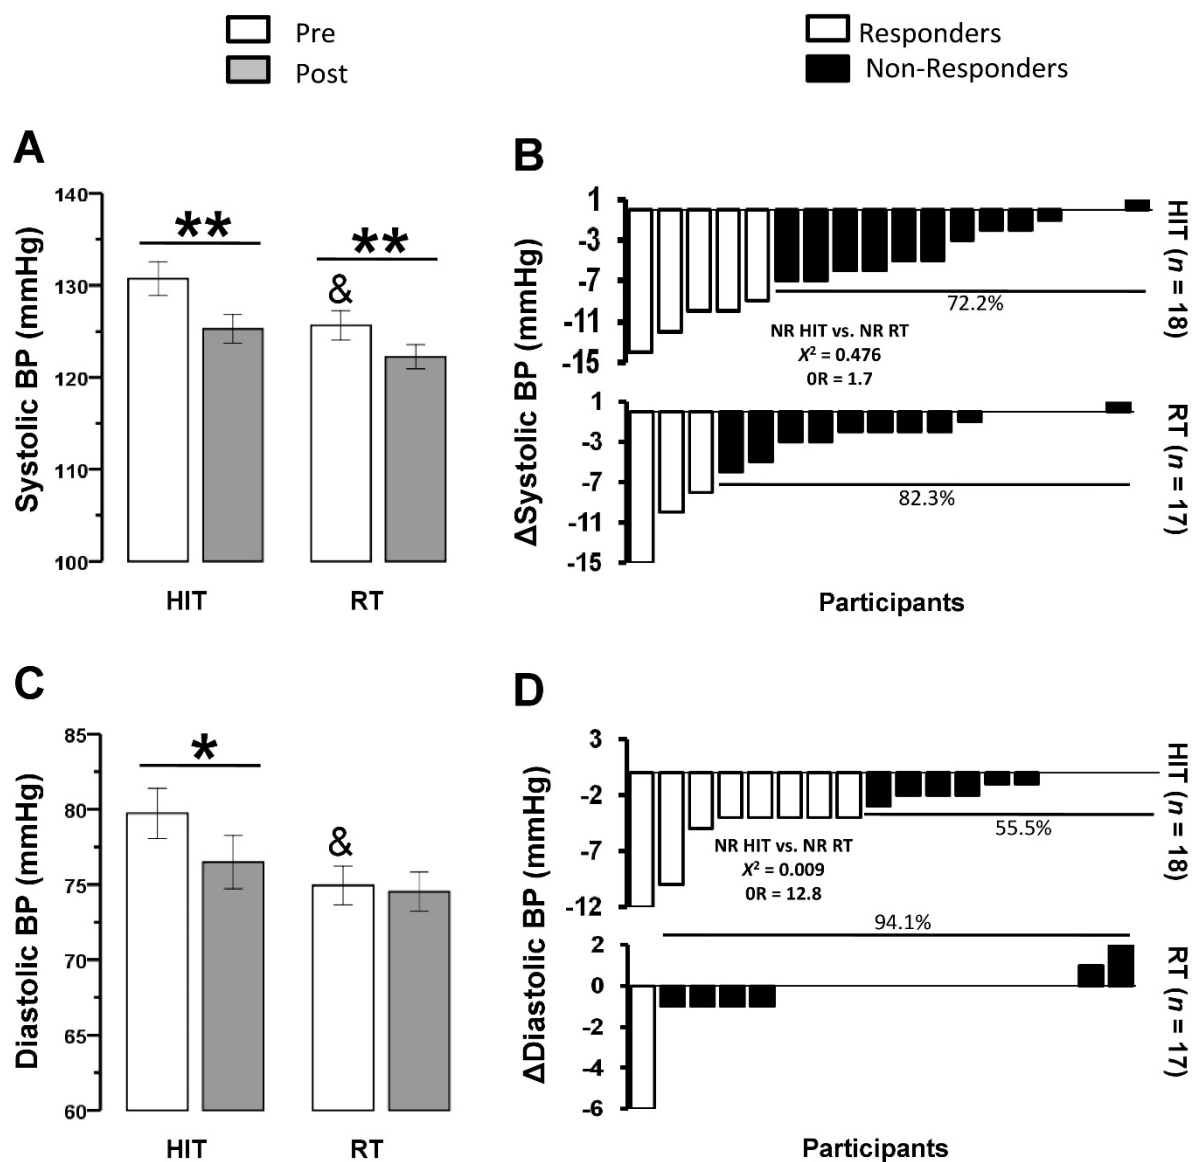 Pre
Post
Responders
Non-Responders
A
Systolic BP (mmHg)
140
130
120
110
100
**
**
&
HIT
RT
B
ΔSystolic BP (mmHg)
1
-3
-7
-11
-15
72.2%
NR HIT vs. NR RT
X² = 0.476
0R = 1.7
HIT (n = 18)
1
-3
-7
-11
-15
82.3%
RT (n = 17)
Participants
C
Diastolic BP (mmHg)
85
80
75
70
65
60
*
&
HIT
RT
D
ΔDiastolic BP (mmHg)
3
-2
-7
-12
55.5%
NR HIT vs. NR RT
X² = 0.009
0R = 12.8
HIT (n = 18)
94.1%
2
0
-2
-4
-6
RT (n = 17)
Participants